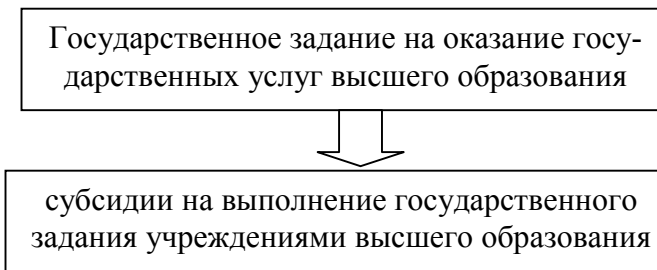 Государственное задание на оказание госу-
дарственных услуг высшего образования
субсидии на выполнение государственного
задания учреждениями высшего образования